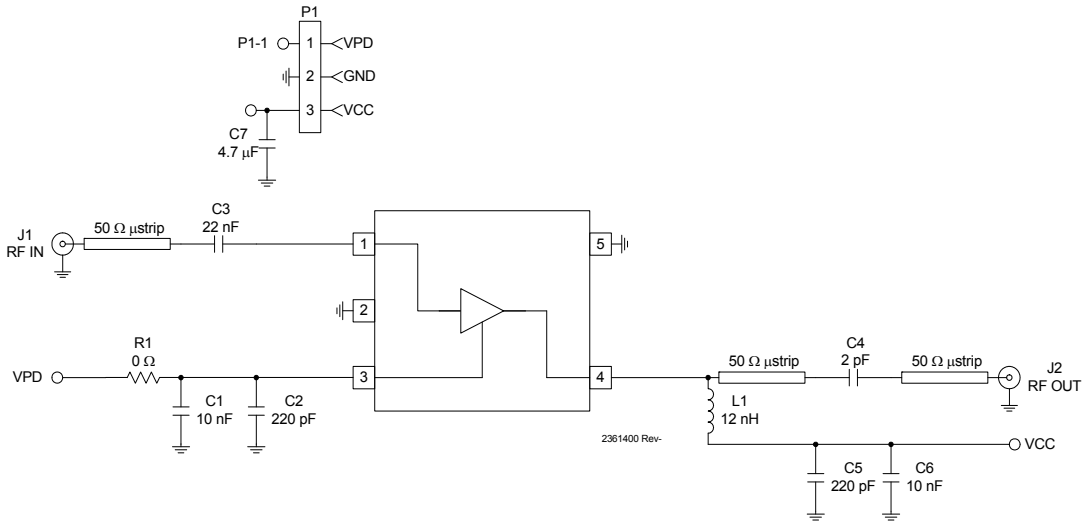 P1
P1-1
1
VPD
2
GND
3
VCC
C7
4.7 µF
J1
RF IN
50 Ω µstrip
C3
22 nF
1
5
2
R1
0 Ω
VPD
3
C1
10 nF
C2
220 pF
4
50 Ω µstrip
C4
2 pF
50 Ω µstrip
J2
RF OUT
L1
12 nH
2361400 Rev-
VCC
C5
220 pF
C6
10 nF